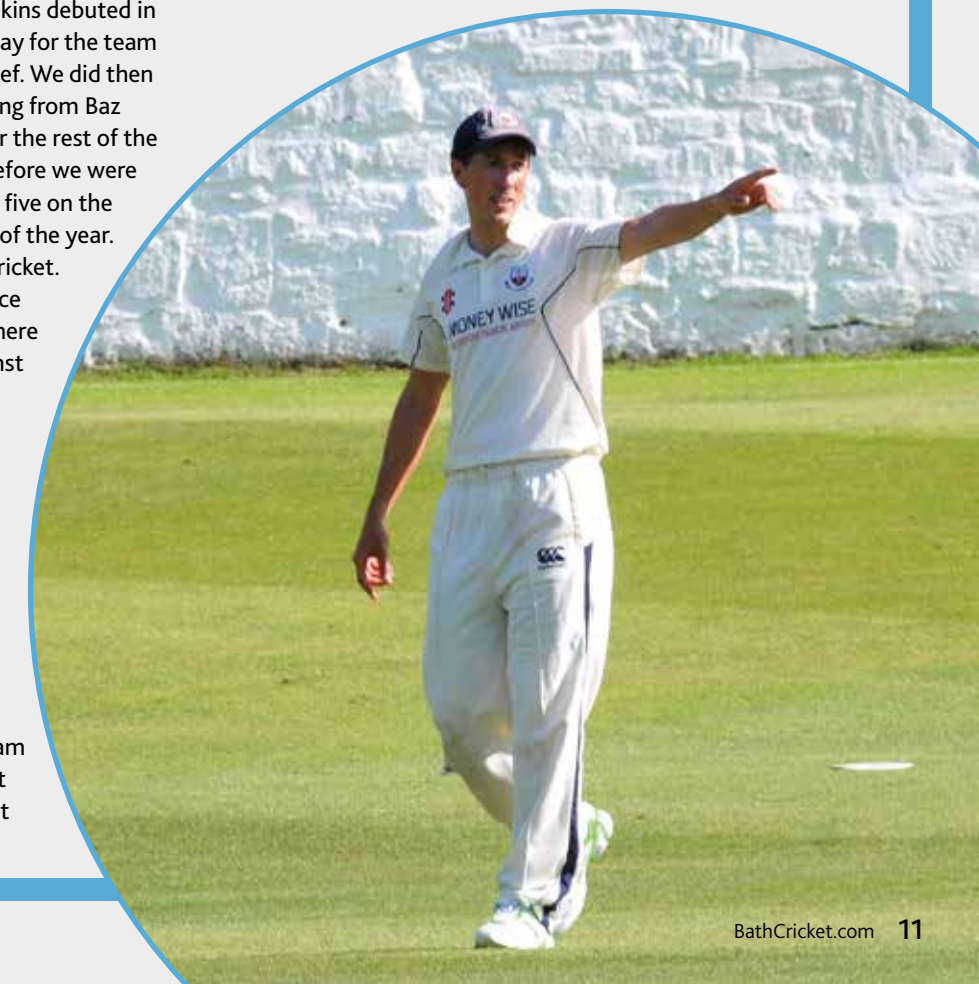 kins debuted in
ay for the team
ef. We did then
ng from Baz
r the rest of the
efore we were
five on the
of the year.
ricket.
ce
here
nst
MONEY WISE
am
t
t
BathCricket.com 11